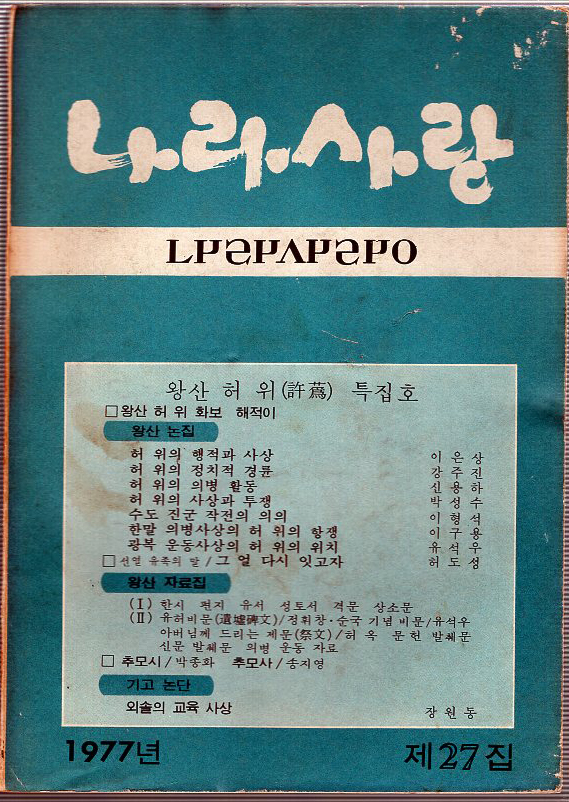 나라사랑
ㄴㅏㄹㅏㅅㅏㄹㅏㅇ
왕산 허 위(許蔿) 특집호
□왕산 허 위 화보 해적이
왕산 논집
허 위의 행적과 사상 이은상
허 위의 정치적 경륜 강주진
허 위의 의병 활동 신용하
허 위의 사상과 투쟁 박성수
수도 진군 작전의 의의 이형석
한말 의병사상의 허 위의 항쟁 이구용
광복 운동사상의 허 위의 위치 유석우
□선열 유족의 말/그 얼 다시 잇고자 허도성
왕산 자료집
(Ⅰ) 한시 편지 유서 성토서 격문 상소문
(Ⅱ) 유허비문(遺墟碑文)/정휘창·순국 기념 비문/유석우
아버님께 드리는 제문(祭文)/허 옥 문헌 발췌문
신문 발췌문 의병 운동 자료
□ 추모시/박종화 추모사/송지영
기고 논단
외솔의 교육 사상 장원동
1977년 제27집